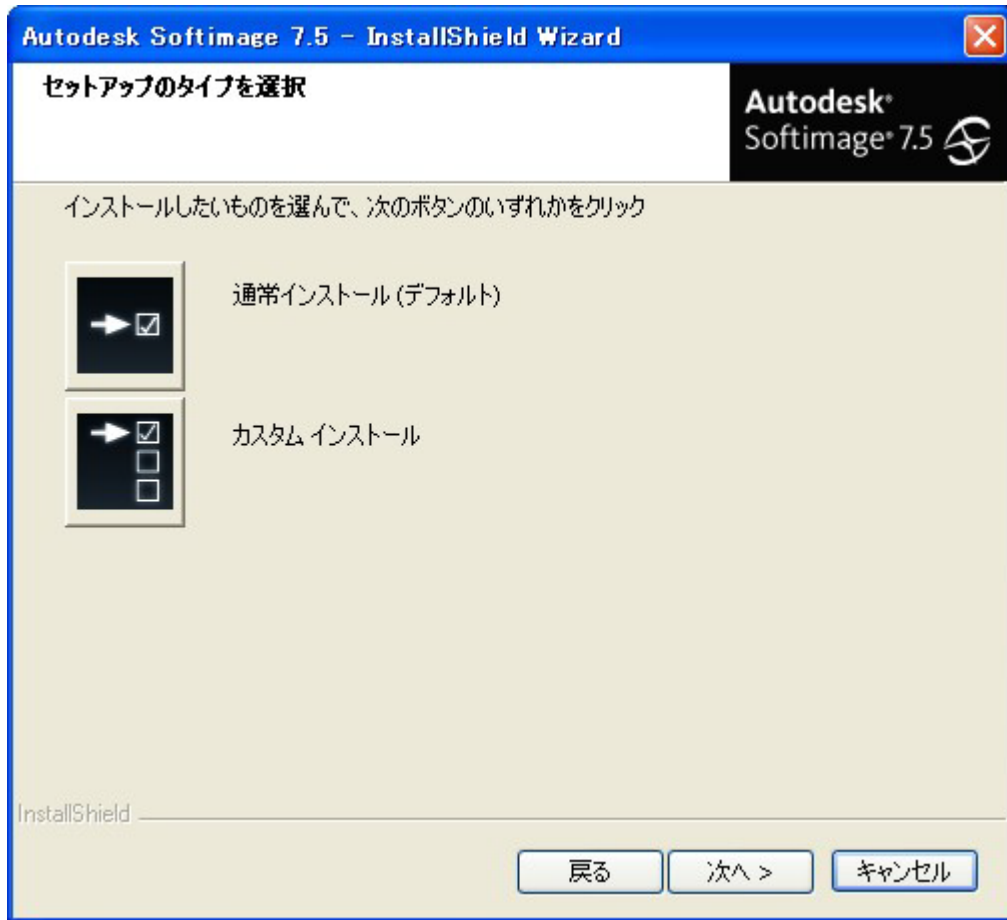 Autodesk Softimage 7.5 - InstallShield Wizard
セットアップのタイプを選択
Autodesk®
Softimage® 7.5
インストールしたいものを選んで、次のボタンのいずれかをクリック
通常インストール (デフォルト)
カスタム インストール
InstallShield
戻る
次へ >
キャンセル